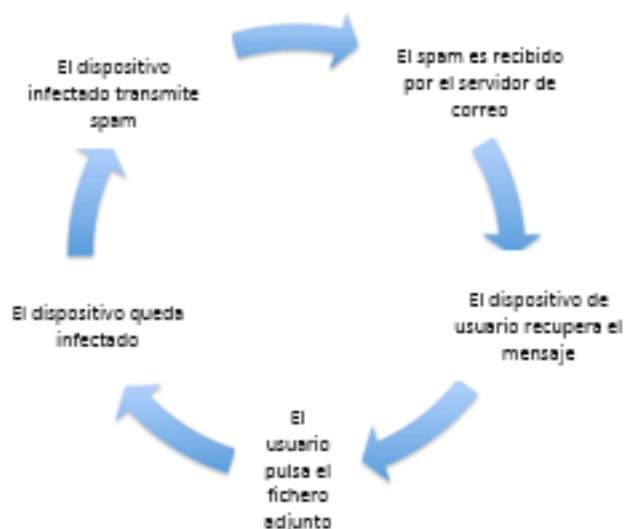 El dispositivo
infectado transmite
spam
El spam es recibido
por el servidor de
correo
El dispositivo de
usuario recupera el
mensaje
El
usuario
pulsa el
fichero
adjunto
El dispositivo queda
infectado